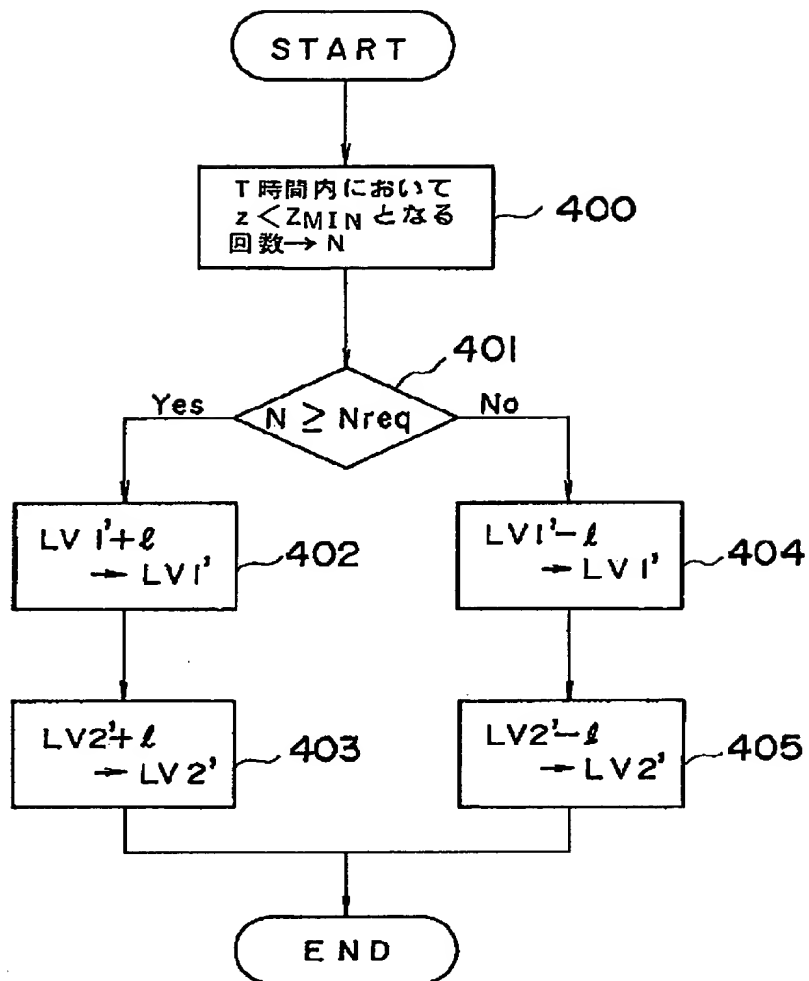 START
T時間内において
z<ZMINとなる
回数→N
400
401
Yes
N ≥ Nreq
No
LV1'+ℓ
→ LV1'
402
LV1'-ℓ
→ LV1'
404
LV2'+ℓ
→ LV2'
403
LV2'-ℓ
→ LV2'
405
END